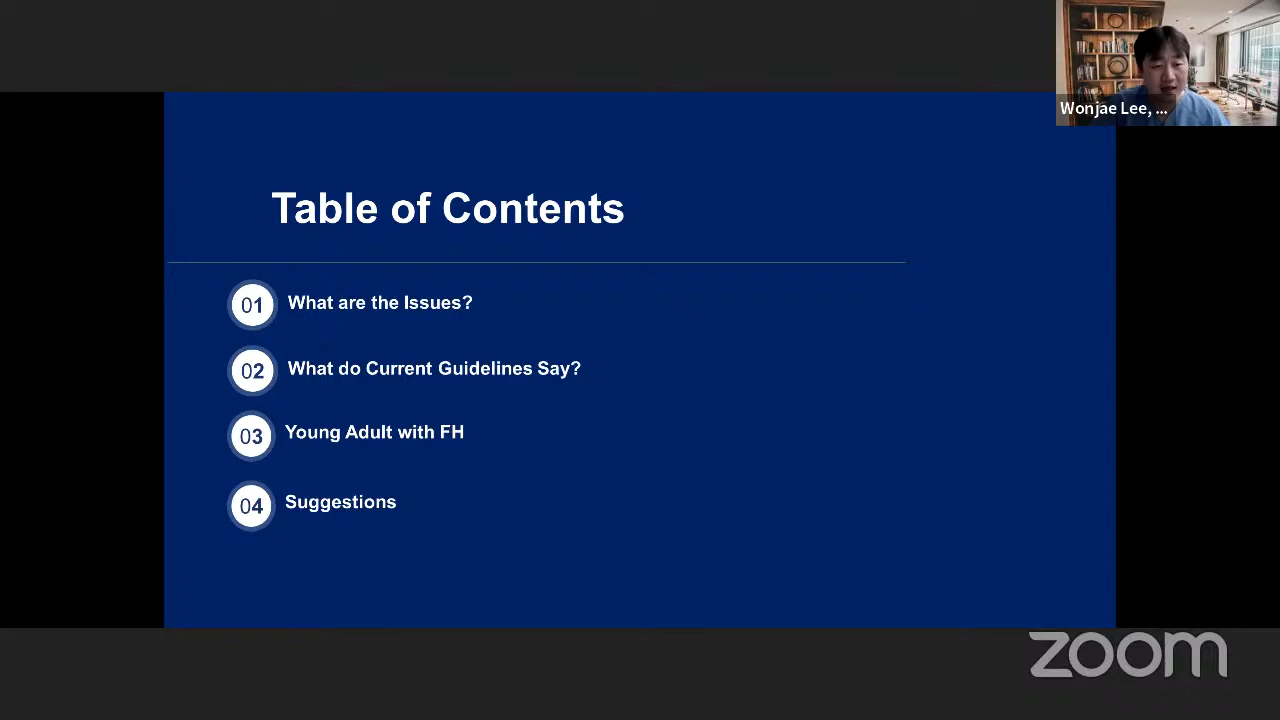 Wonjae Lee, ...
Table of Contents
01 What are the Issues?
02 What do Current Guidelines Say?
03 Young Adult with FH
04 Suggestions
zoom